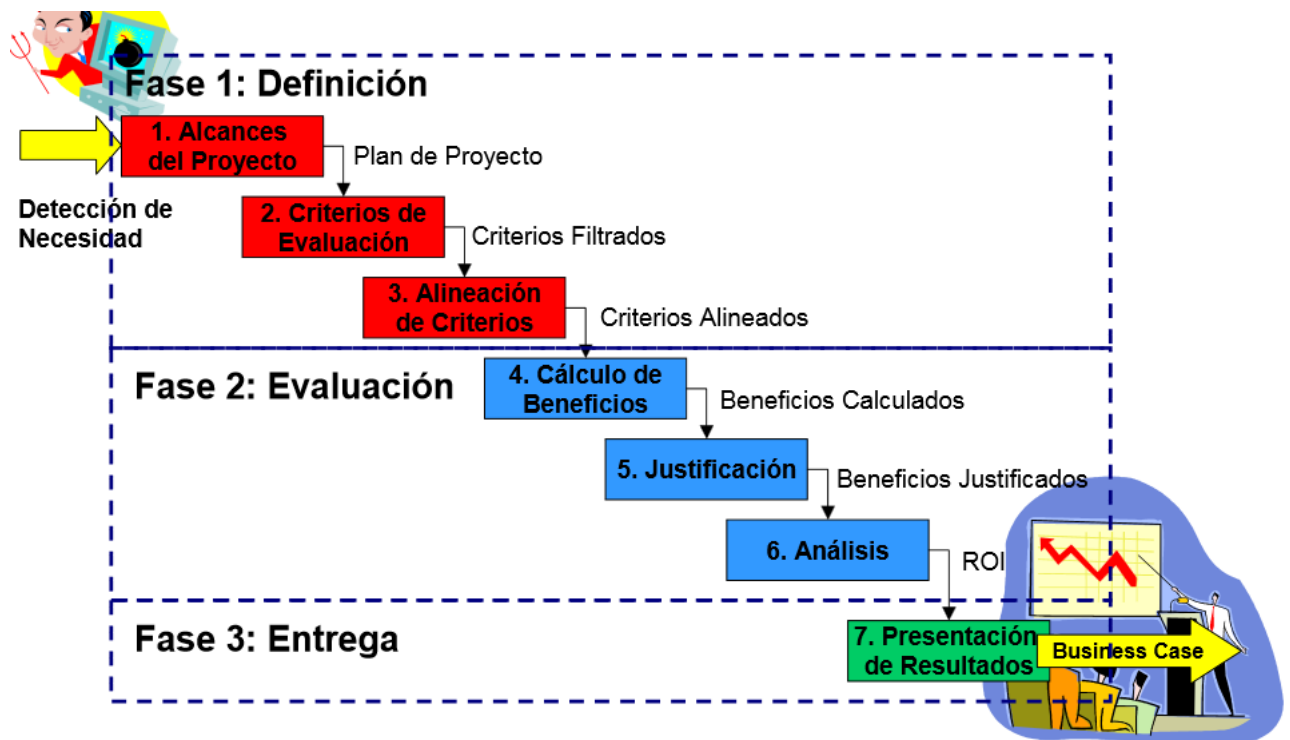 Fase 1: Definición
1. Alcances
del Proyecto
Plan de Proyecto
Detección de
Necesidad
2. Criterios de
Evaluación
Criterios Filtrados
3. Alineación
de Criterios
Criterios Alineados
Fase 2: Evaluación
4. Cálculo de
Beneficios
Beneficios Calculados
5. Justificación
Beneficios Justificados
6. Análisis
ROI
Fase 3: Entrega
7. Presentación
de Resultados
Business Case